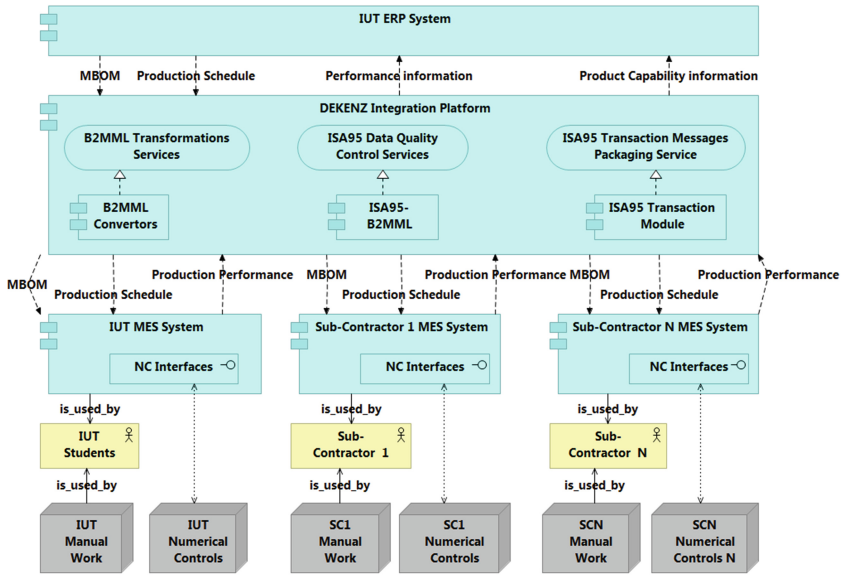 IUT ERP System
MBOM
Production Schedule
Performance information
Product Capability information
DEKENZ Integration Platform
B2MML Transformations
Services
ISA95 Data Quality
Control Services
ISA95 Transaction Messages
Packaging Service
B2MML
Convertors
ISA95-
B2MML
ISA95 Transaction
Module
MBOM
Production Schedule
Production Performance
MBOM
Production Schedule
Production Performance
MBOM
Production Schedule
Production Performance
IUT MES System
NC Interfaces
Sub-Contractor 1 MES System
NC Interfaces
Sub-Contractor N MES System
NC Interfaces
is_used_by
is_used_by
is_used_by
IUT
Students
Sub-
Contractor 1
Sub-
Contractor N
is_used_by
is_used_by
is_used_by
IUT
Manual
Work
IUT
Numerical
Controls
SC1
Manual
Work
SC1
Numerical
Controls
SCN
Manual
Work
SCN
Numerical
Controls N